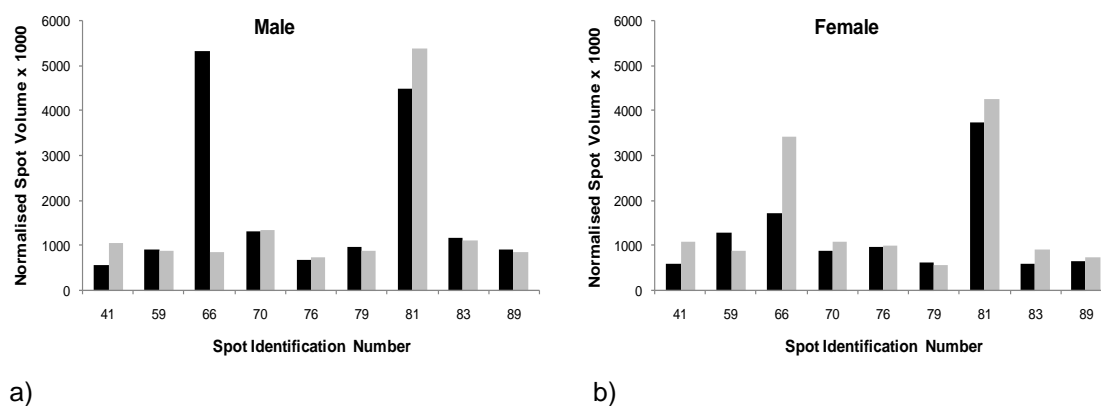 Male
Normalised Spot Volume x 1000
6000
5000
4000
3000
2000
1000
0
41 59 66 70 76 79 81 83 89
Spot Identification Number
a)
Female
Normalised Spot Volume x 1000
6000
5000
4000
3000
2000
1000
0
41 59 66 70 76 79 81 83 89
Spot Identification Number
b)